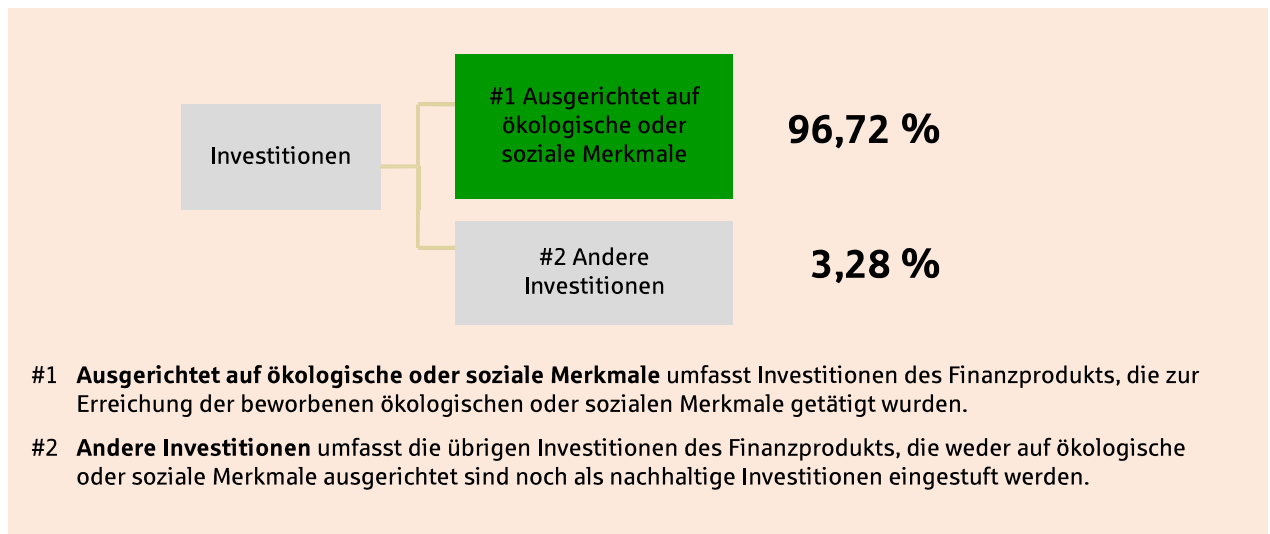 Investitionen
#1 Ausgerichtet auf
ökologische oder
soziale Merkmale
96,72 %
#2 Andere
Investitionen
3,28 %
#1 Ausgerichtet auf ökologische oder soziale Merkmale umfasst Investitionen des Finanzprodukts, die zur
Erreichung der beworbenen ökologischen oder sozialen Merkmale getätigt wurden.
#2 Andere Investitionen umfasst die übrigen Investitionen des Finanzprodukts, die weder auf ökologische
oder soziale Merkmale ausgerichtet sind noch als nachhaltige Investitionen eingestuft werden.